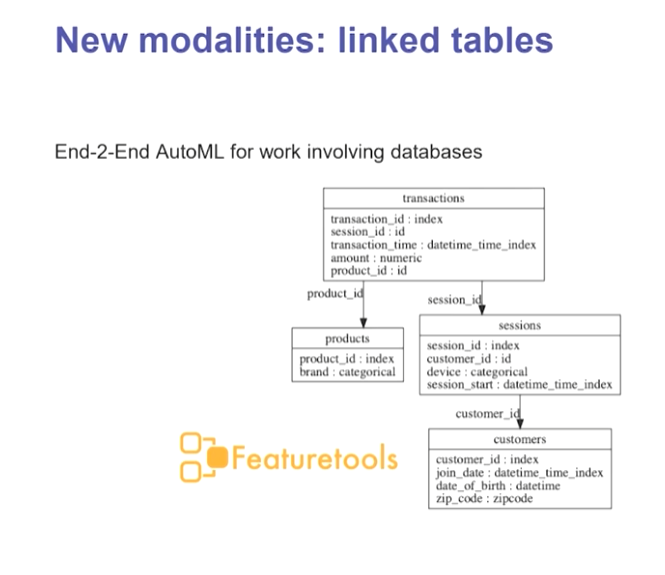 New modalities: linked tables
End-2-End AutoML for work involving databases
transactions
transaction_id : index
session_id : id
transaction_time : datetime_time_index
amount : numeric
product_id : id
product_id
session_id
products
product_id : index
brand : categorical
sessions
session_id : index
customer_id : id
device : categorical
session_start : datetime_time_index
customer_id
customers
customer_id : index
join_date : datetime_time_index
date_of_birth : datetime
zip_code : zipcode
Featuretools